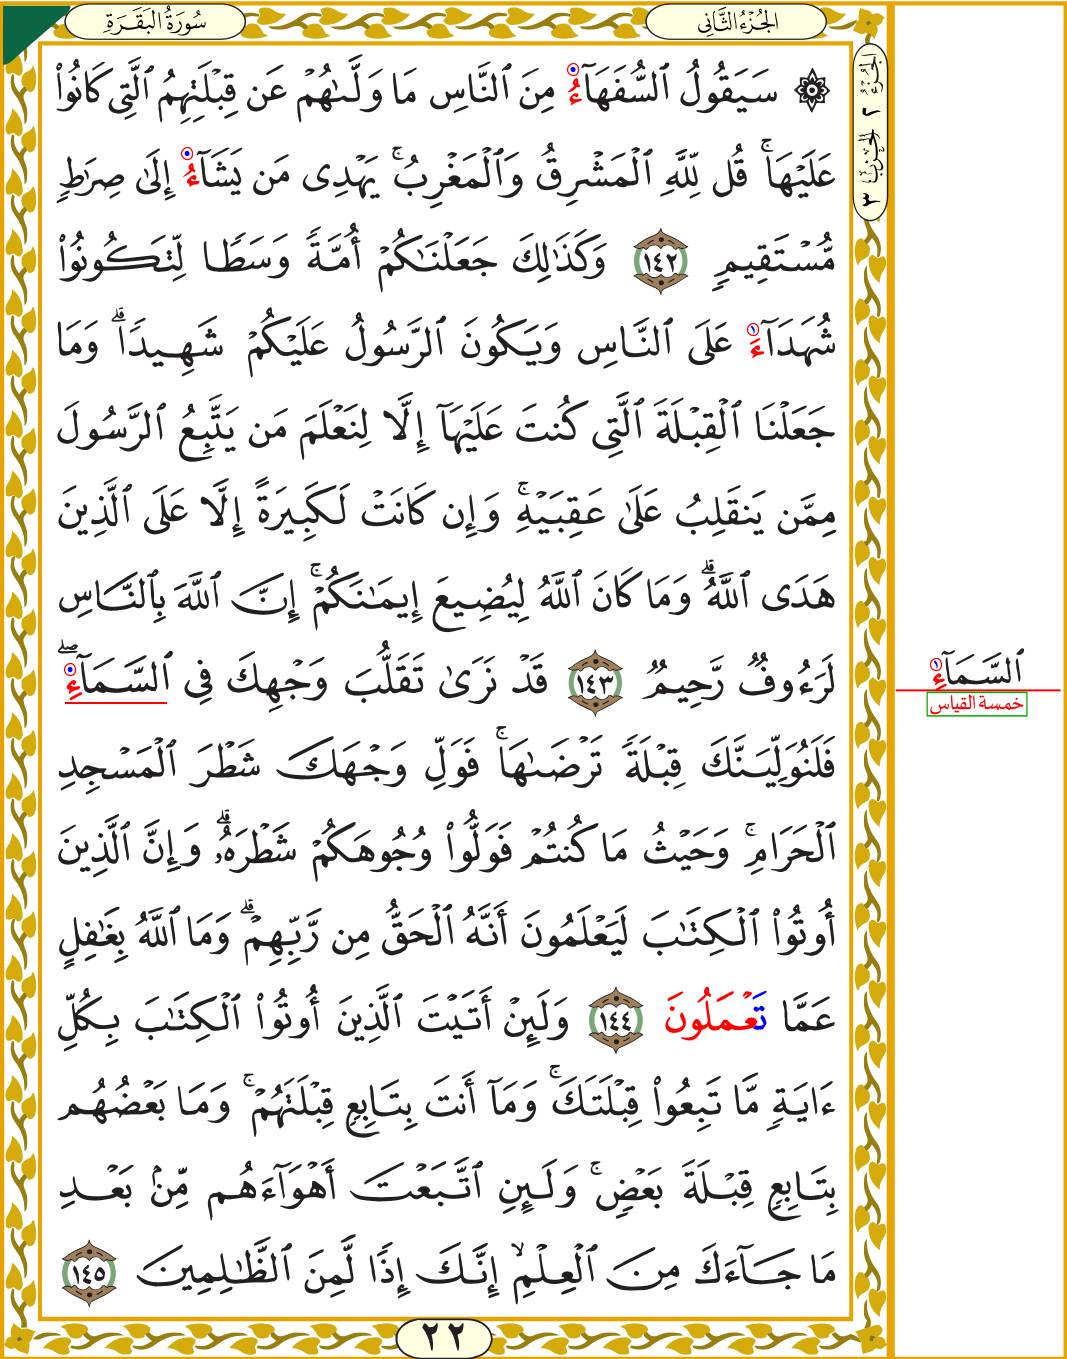 سُورَةُ البَقَرَةِ
الجُزْءُ الثَّانِي
الجُزْءُ ٢ الحِزْبُ ٣
۞ سَيَقُولُ ٱلسُّفَهَآءُ مِنَ ٱلنَّاسِ مَا وَلَّىٰهُمْ عَن قِبْلَتِهِمُ ٱلَّتِى كَانُوا۟
عَلَيْهَا ۚ قُل لِّلَّهِ ٱلْمَشْرِقُ وَٱلْمَغْرِبُ ۚ يَهْدِى مَن يَشَآءُ إِلَىٰ صِرَٰطٍ
مُّسْتَقِيمٍ ١٤٢ وَكَذَٰلِكَ جَعَلْنَـٰكُمْ أُمَّةً وَسَطًا لِّتَكُونُوا۟
شُهَدَآءَ عَلَى ٱلنَّاسِ وَيَكُونَ ٱلرَّسُولُ عَلَيْكُمْ شَهِيدًا ۗ وَمَا
جَعَلْنَا ٱلْقِبْلَةَ ٱلَّتِى كُنتَ عَلَيْهَآ إِلَّا لِنَعْلَمَ مَن يَتَّبِعُ ٱلرَّسُولَ
مِمَّن يَنقَلِبُ عَلَىٰ عَقِبَيْهِ ۚ وَإِن كَانَتْ لَكَبِيرَةً إِلَّا عَلَى ٱلَّذِينَ
هَدَى ٱللَّهُ ۗ وَمَا كَانَ ٱللَّهُ لِيُضِيعَ إِيمَـٰنَكُمْ ۚ إِنَّ ٱللَّهَ بِٱلنَّاسِ
لَرَءُوفٌ رَّحِيمٌ ١٤٣ قَدْ نَرَىٰ تَقَلُّبَ وَجْهِكَ فِى ٱلسَّمَآءِ ۖ
فَلَنُوَلِّيَنَّكَ قِبْلَةً تَرْضَىٰهَا ۚ فَوَلِّ وَجْهَكَ شَطْرَ ٱلْمَسْجِدِ
ٱلْحَرَامِ ۚ وَحَيْثُ مَا كُنتُمْ فَوَلُّوا۟ وُجُوهَكُمْ شَطْرَهُۥ ۗ وَإِنَّ ٱلَّذِينَ
أُوتُوا۟ ٱلْكِتَـٰبَ لَيَعْلَمُونَ أَنَّهُ ٱلْحَقُّ مِن رَّبِّهِمْ ۗ وَمَا ٱللَّهُ بِغَـٰفِلٍ
عَمَّا تَعْمَلُونَ ١٤٤ وَلَئِنْ أَتَيْتَ ٱلَّذِينَ أُوتُوا۟ ٱلْكِتَـٰبَ بِكُلِّ
ءَايَةٍ مَّا تَبِعُوا۟ قِبْلَتَكَ ۚ وَمَآ أَنتَ بِتَابِعٍ قِبْلَتَهُمْ ۚ وَمَا بَعْضُهُم
بِتَابِعٍ قِبْلَةَ بَعْضٍ ۚ وَلَئِنِ ٱتَّبَعْتَ أَهْوَآءَهُم مِّنۢ بَعْدِ
مَا جَآءَكَ مِنَ ٱلْعِلْمِ ۙ إِنَّكَ إِذًا لَّمِنَ ٱلظَّـٰلِمِينَ ١٤٥
ٱلسَّمَآءِ ١
خمسة القياس
٢٢